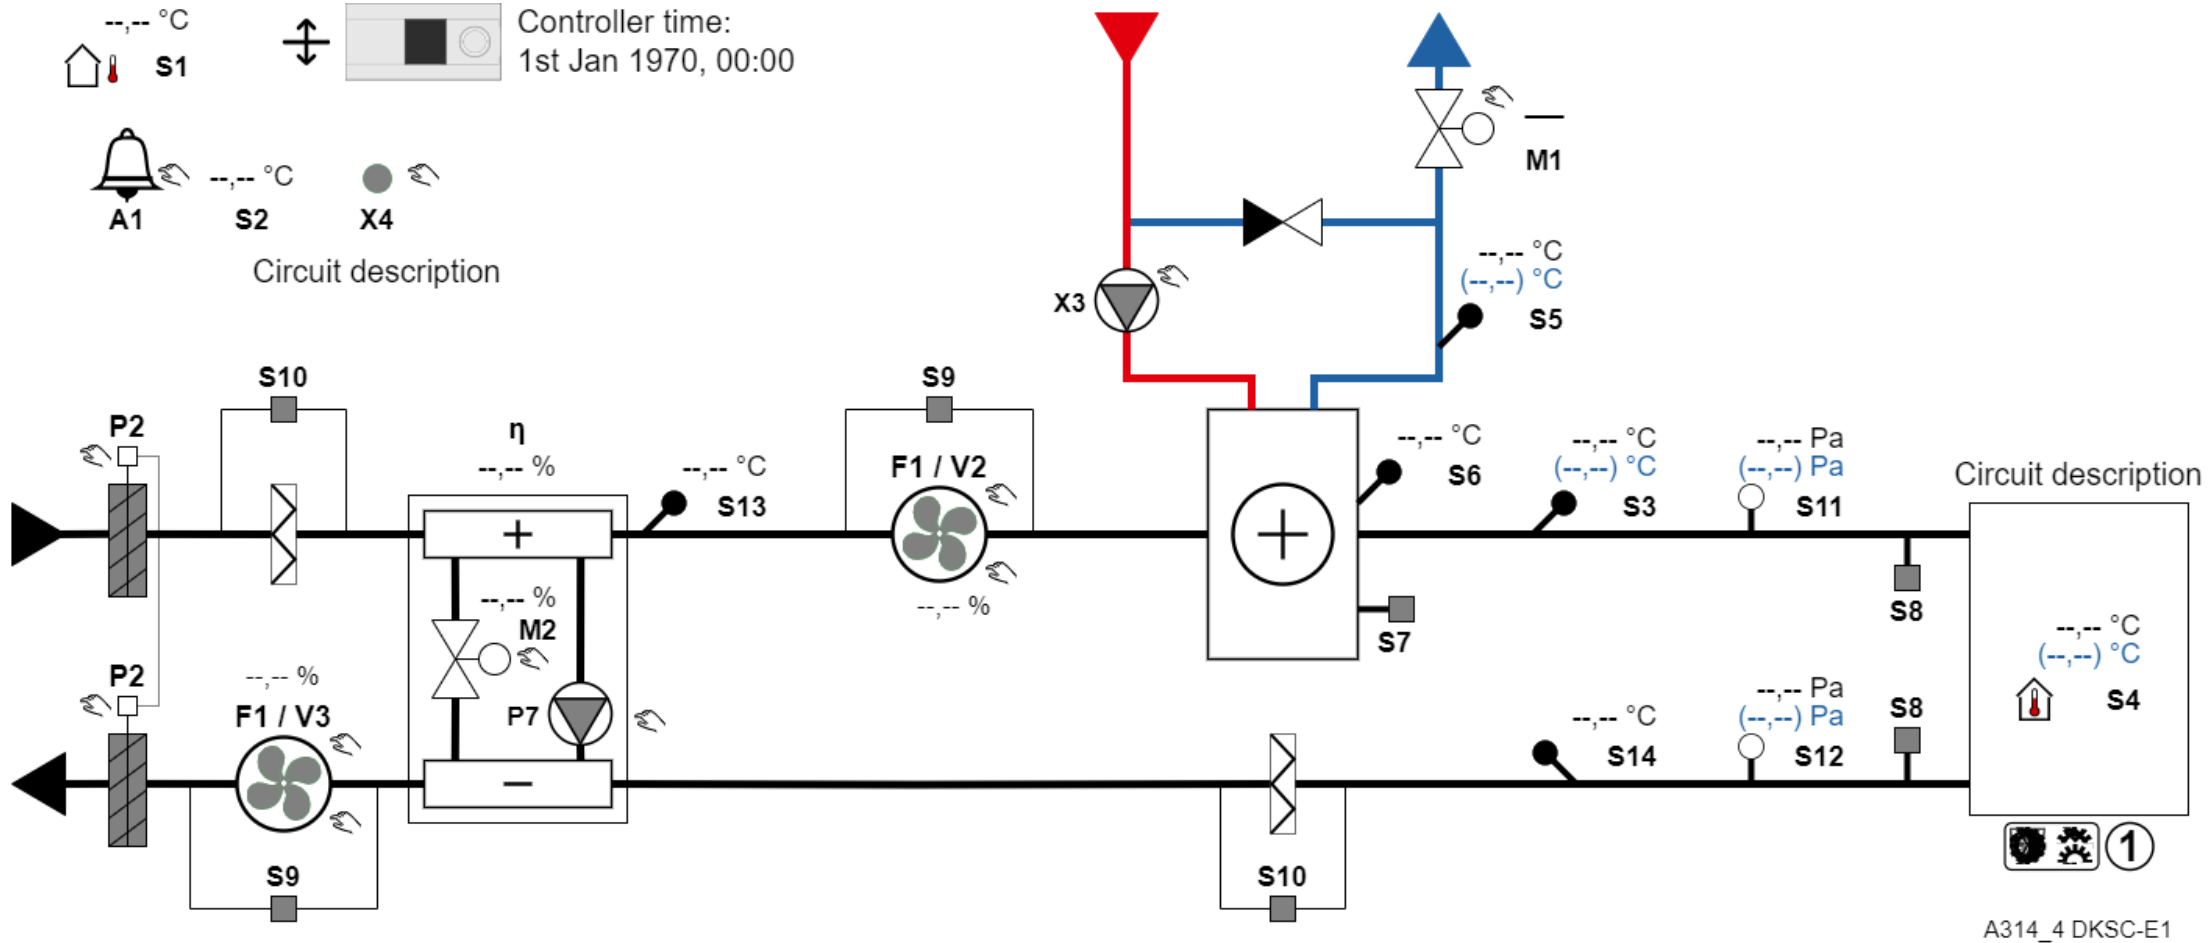 --,-- °C
S1
Controller time:
1st Jan 1970, 00:00
A1
--,-- °C
S2
X4
Circuit description
M1
--,-- °C
(--,--) °C
S5
X3
S10
P2
η
--,-- %
--,-- °C
S13
S9
F1 / V2
--,-- %
--,-- °C
S6
S7
--,-- °C
(--,--) °C
S3
--,-- Pa
(--,--) Pa
S11
Circuit description
S8
--,-- °C
(--,--) °C
S4
--,-- %
M2
P7
P2
--,-- %
F1 / V3
S9
S10
--,-- °C
S14
--,-- Pa
(--,--) Pa
S12
S8
1
A314_4 DKSC-E1